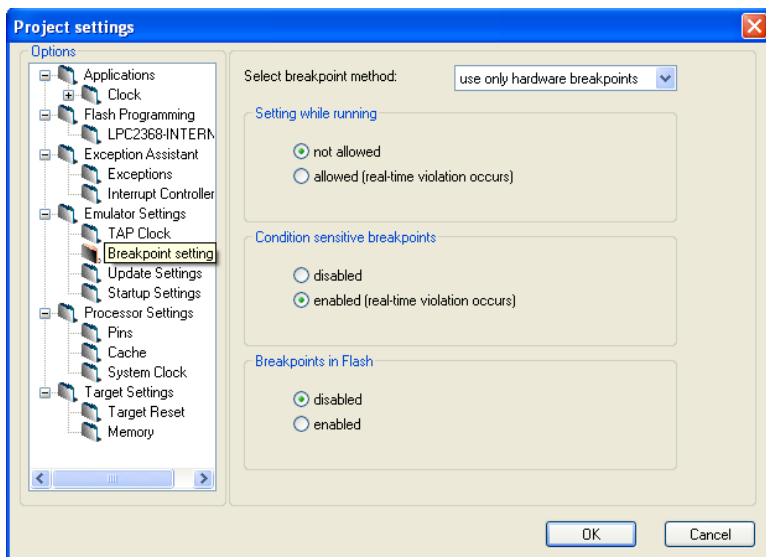 Project settings
Options
Applications
Clock
Flash Programming
LPC2368-INTERN
Exception Assistant
Exceptions
Interrupt Controller
Emulator Settings
TAP Clock
Breakpoint setting
Update Settings
Startup Settings
Processor Settings
Pins
Cache
System Clock
Target Settings
Target Reset
Memory
Select breakpoint method:
use only hardware breakpoints
Setting while running
not allowed
allowed (real-time violation occurs)
Condition sensitive breakpoints
disabled
enabled (real-time violation occurs)
Breakpoints in Flash
disabled
enabled
OK
Cancel